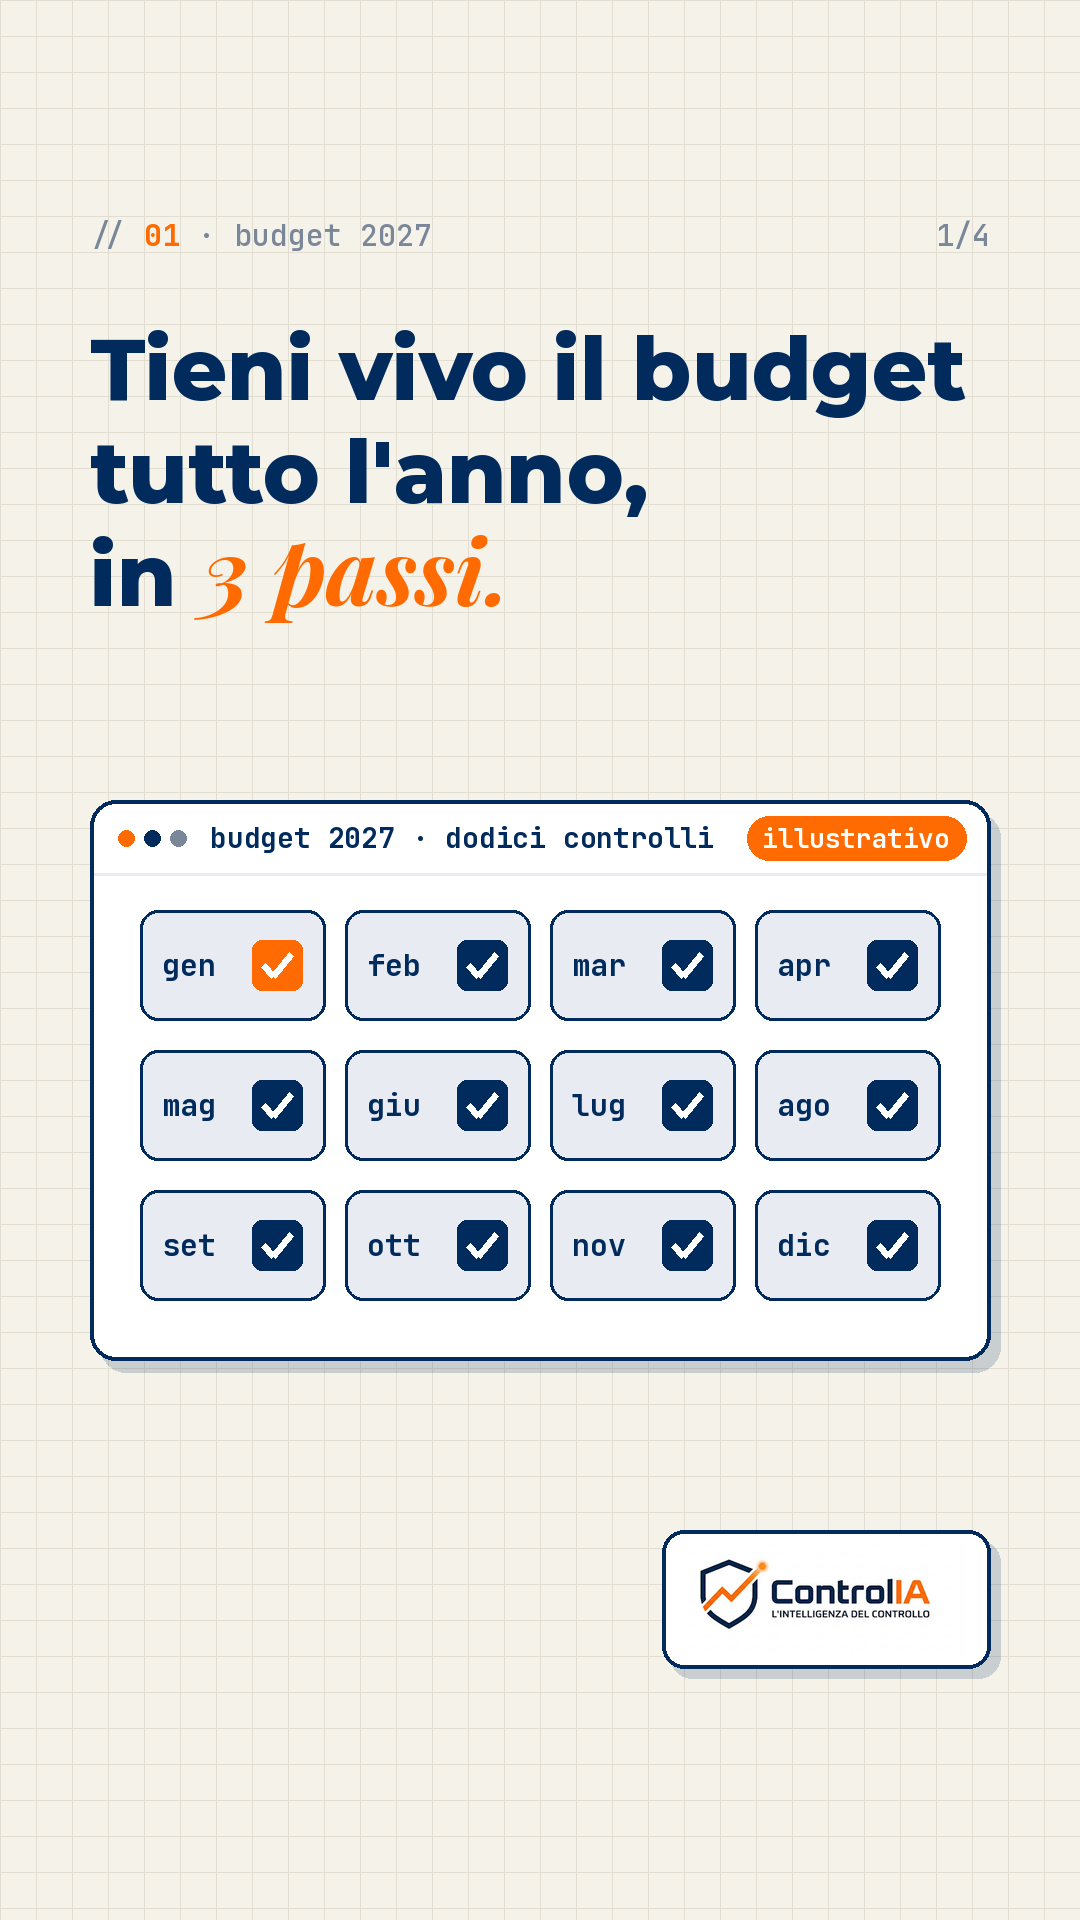 // 01 · budget 2027
1/4
Tieni vivo il budget
tutto l'anno,
in 3 passi.
budget 2027 · dodici controlli
illustrativo
gen feb mar apr
mag giu lug ago
set ott nov dic
ControlIA
L'INTELLIGENZA DEL CONTROLLO